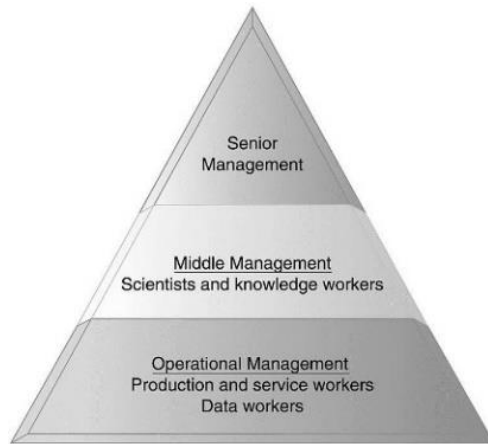 Senior
Management
Middle Management
Scientists and knowledge workers
Operational Management
Production and service workers
Data workers